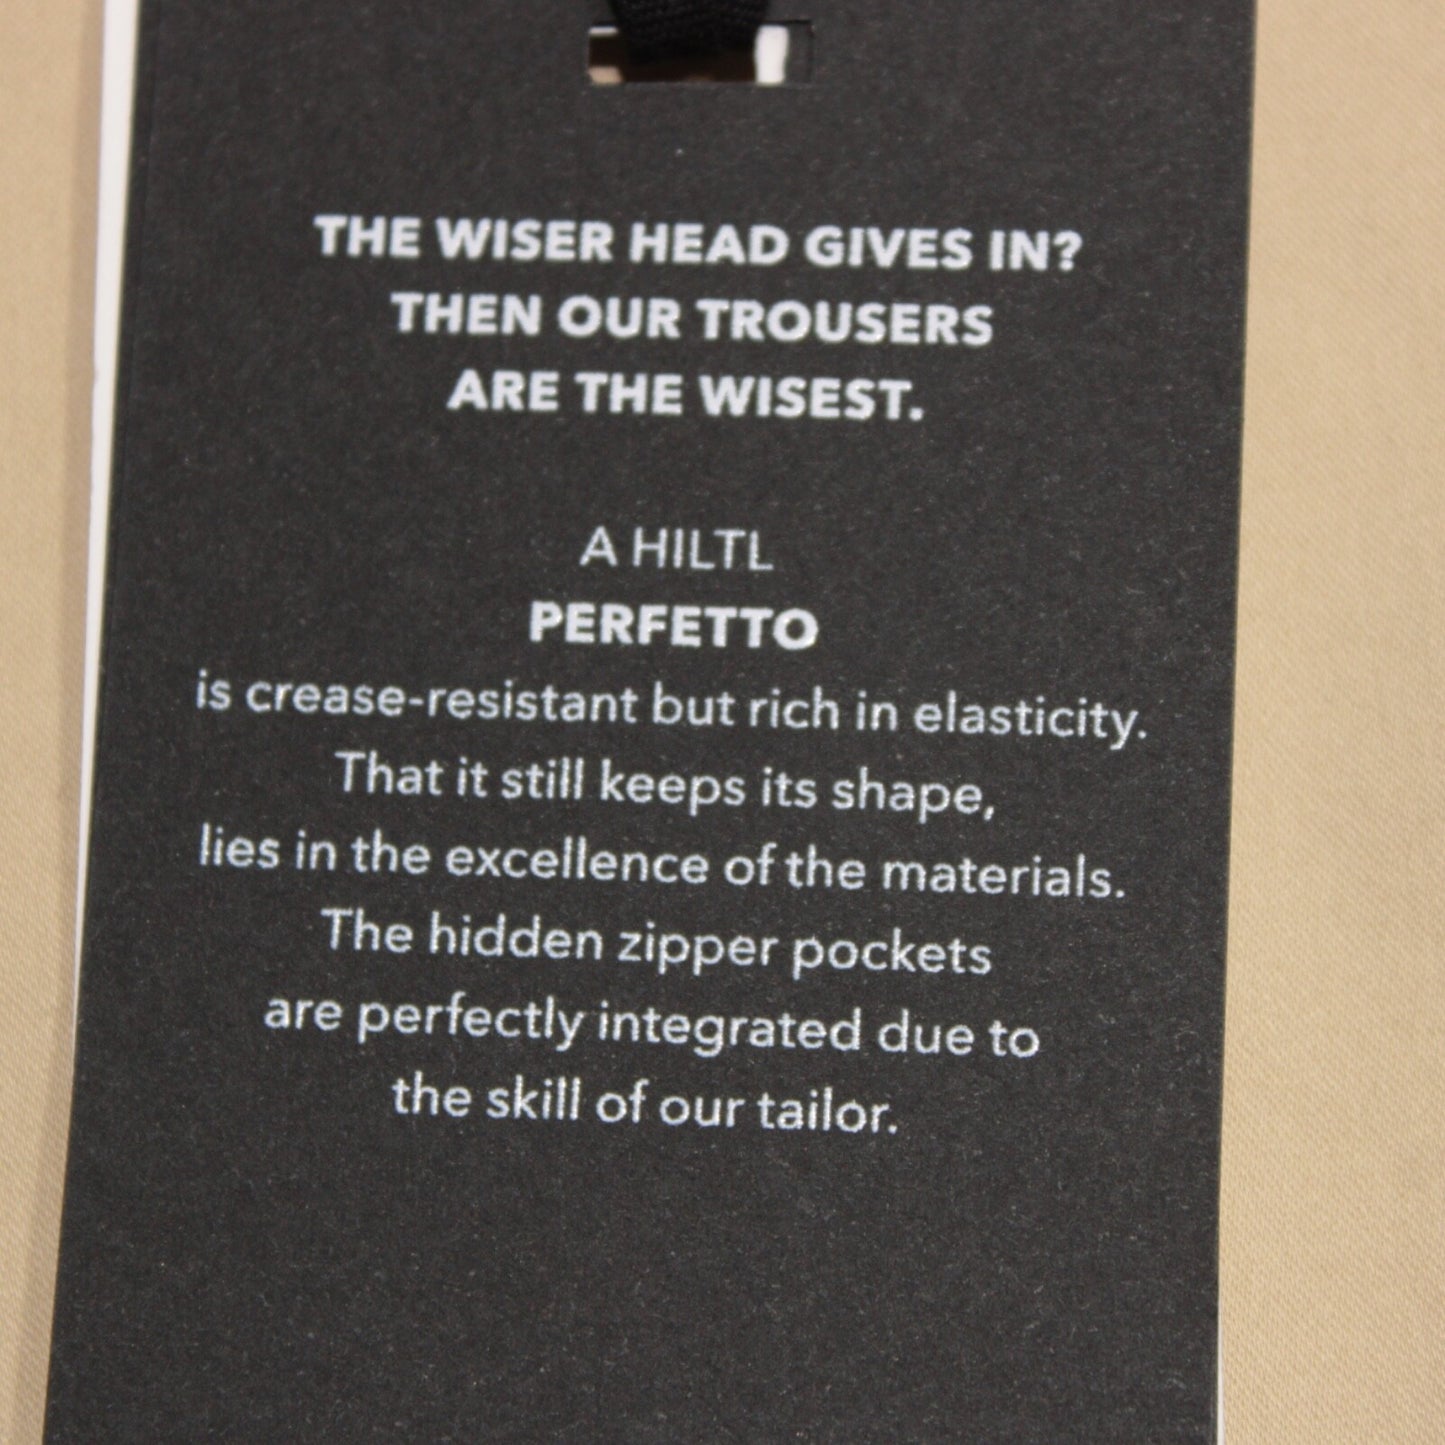 THE WISER HEAD GIVES IN?
THEN OUR TROUSERS
ARE THE WISEST.
A HILTL
PERFETTO
is crease-resistant but rich in elasticity.
That it still keeps its shape,
lies in the excellence of the materials.
The hidden zipper pockets
are perfectly integrated due to
the skill of our tailor.